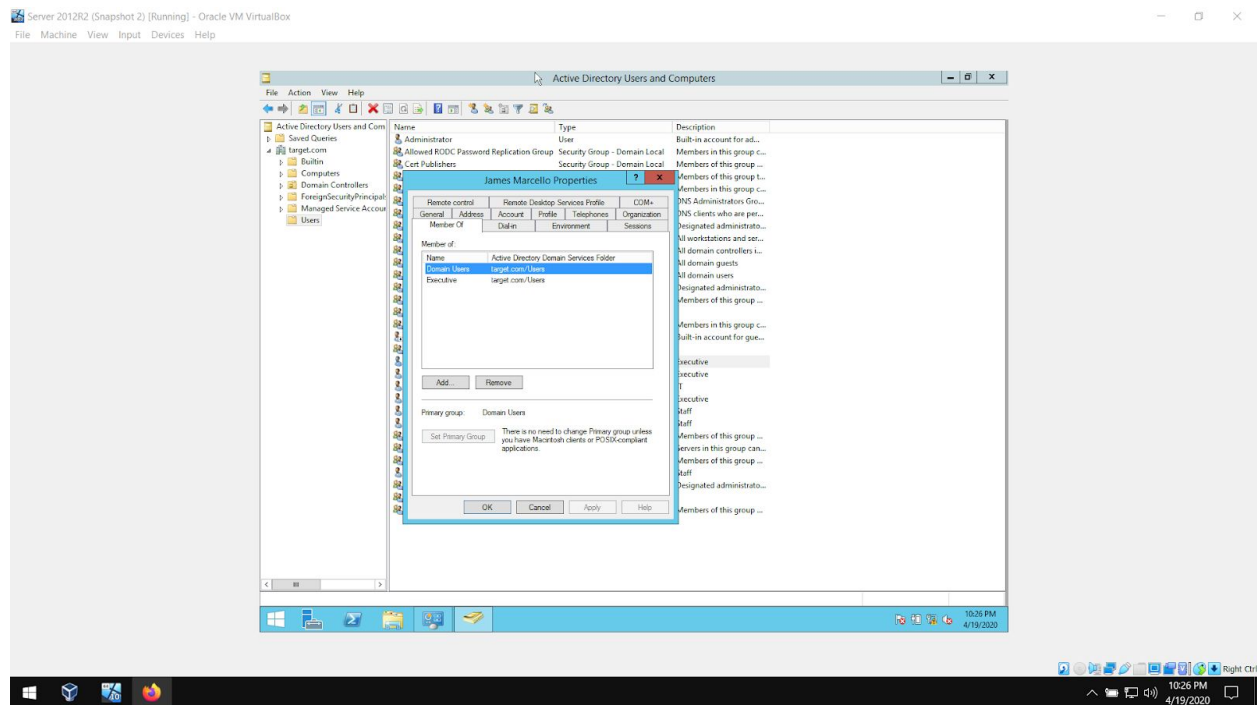 Server 2012R2 (Snapshot 2) [Running] - Oracle VM VirtualBox
File Machine View Input Devices Help
Active Directory Users and Computers
File Action View Help
Active Directory Users and Com
Saved Queries
target.com
Builtin
Computers
Domain Controllers
ForeignSecurityPrincipals
Managed Service Accour
Users
Name Type Description
Administrator User Built-in account for ad...
Allowed RODC Password Replication Group Security Group - Domain Local Members in this group c...
Cert Publishers Security Group - Domain Local Members of this group ...
Members of this group t...
Members in this group c...
DNS Administrators Gro...
DNS clients who are per...
Designated administrato...
All workstations and ser...
All domain controllers i...
All domain guests
All domain users
Designated administrato...
Members of this group ...
Members in this group c...
Built-in account for gue...
Executive
Executive
IT
Executive
Staff
Staff
Members of this group ...
Servers in this group can...
Members of this group ...
Staff
Designated administrato...
Members of this group ...
James Marcello Properties ? x
Remote control Remote Desktop Services Profile COM+
General Address Account Profile Telephones Organization
Member Of Dial-in Environment Sessions
Member of:
Name Active Directory Domain Services Folder
Domain Users target.com/Users
Executive target.com/Users
Add... Remove
Primary group: Domain Users
Set Primary Group
There is no need to change Primary group unless
you have Macintosh clients or POSIX-compliant
applications.
OK Cancel Apply Help
10:26 PM
4/19/2020
Right Ctrl
10:26 PM
4/19/2020